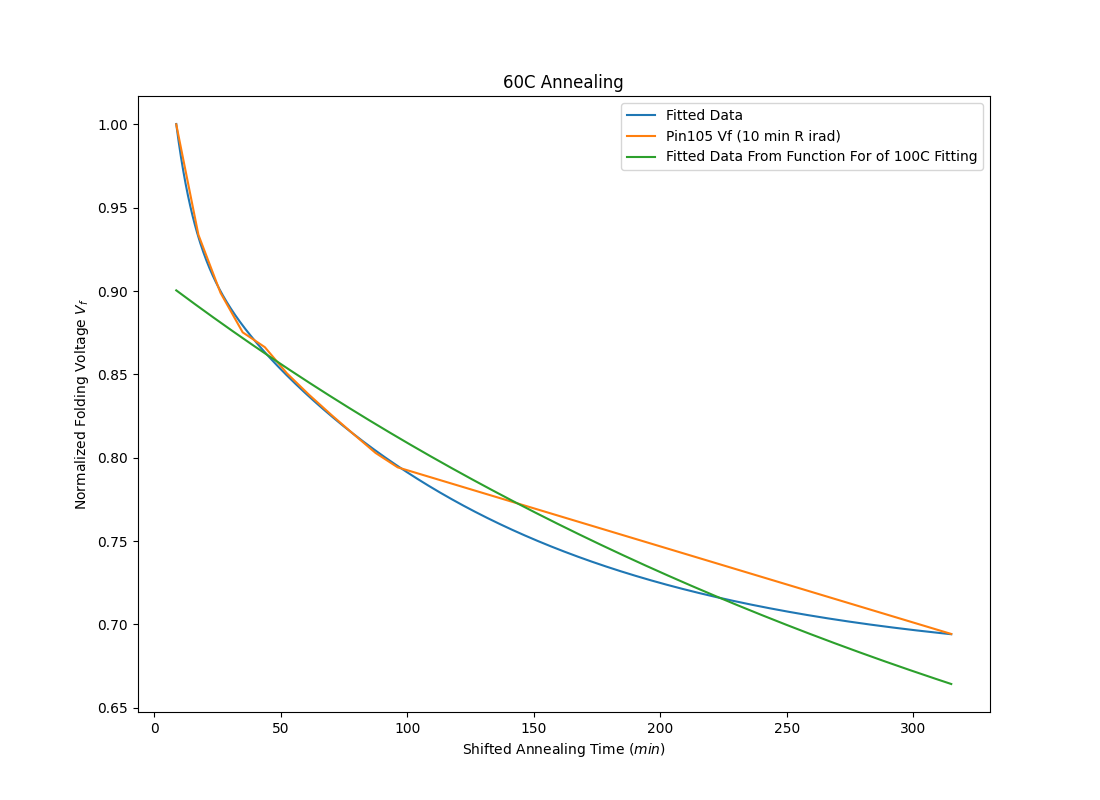 60C Annealing
Fitted Data
Pin105 Vf (10 min R irad)
Fitted Data From Function For of 100C Fitting
1.00
0.95
0.90
0.85
0.80
0.75
0.70
0.65
Normalized Folding Voltage V_f
0 50 100 150 200 250 300
Shifted Annealing Time (min)